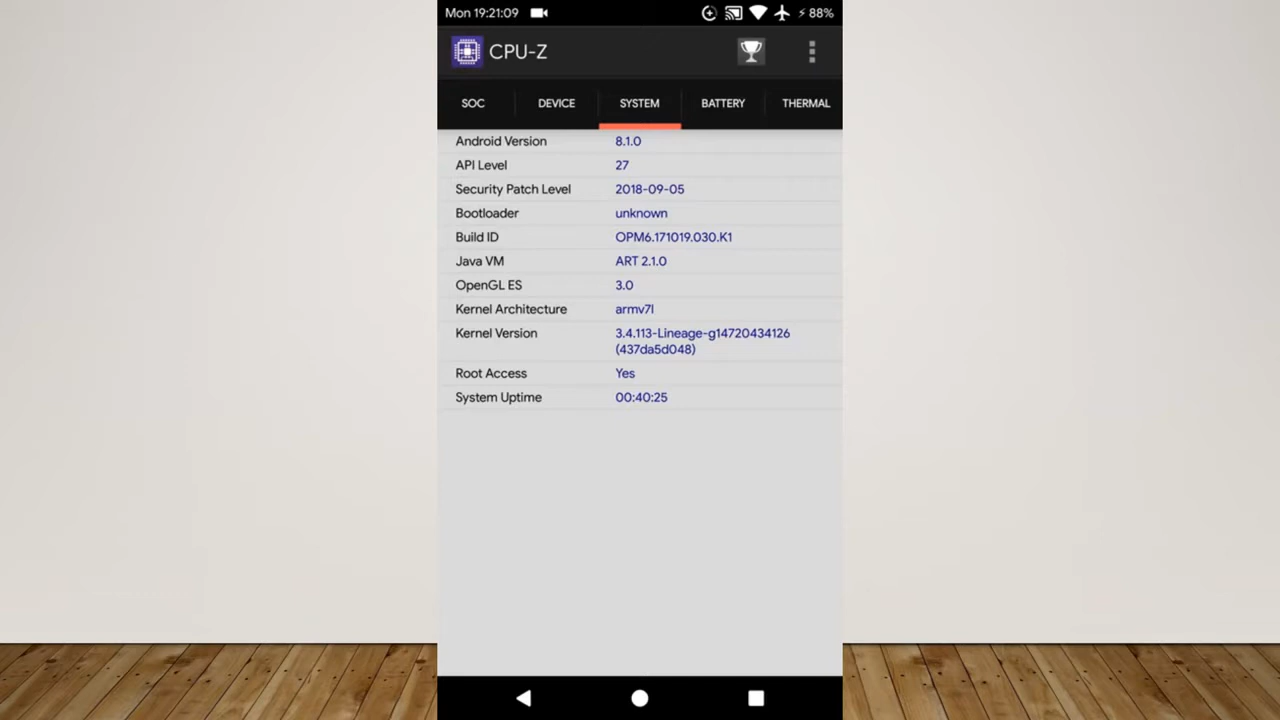 Mon 19:21:09 88%
CPU-Z
SOC DEVICE SYSTEM BATTERY THERMAL
Android Version 8.1.0
API Level 27
Security Patch Level 2018-09-05
Bootloader unknown
Build ID OPM6.171019.030.K1
Java VM ART 2.1.0
OpenGL ES 3.0
Kernel Architecture armv7l
Kernel Version 3.4.113-Lineage-g14720434126
(437da5d048)
Root Access Yes
System Uptime 00:40:25